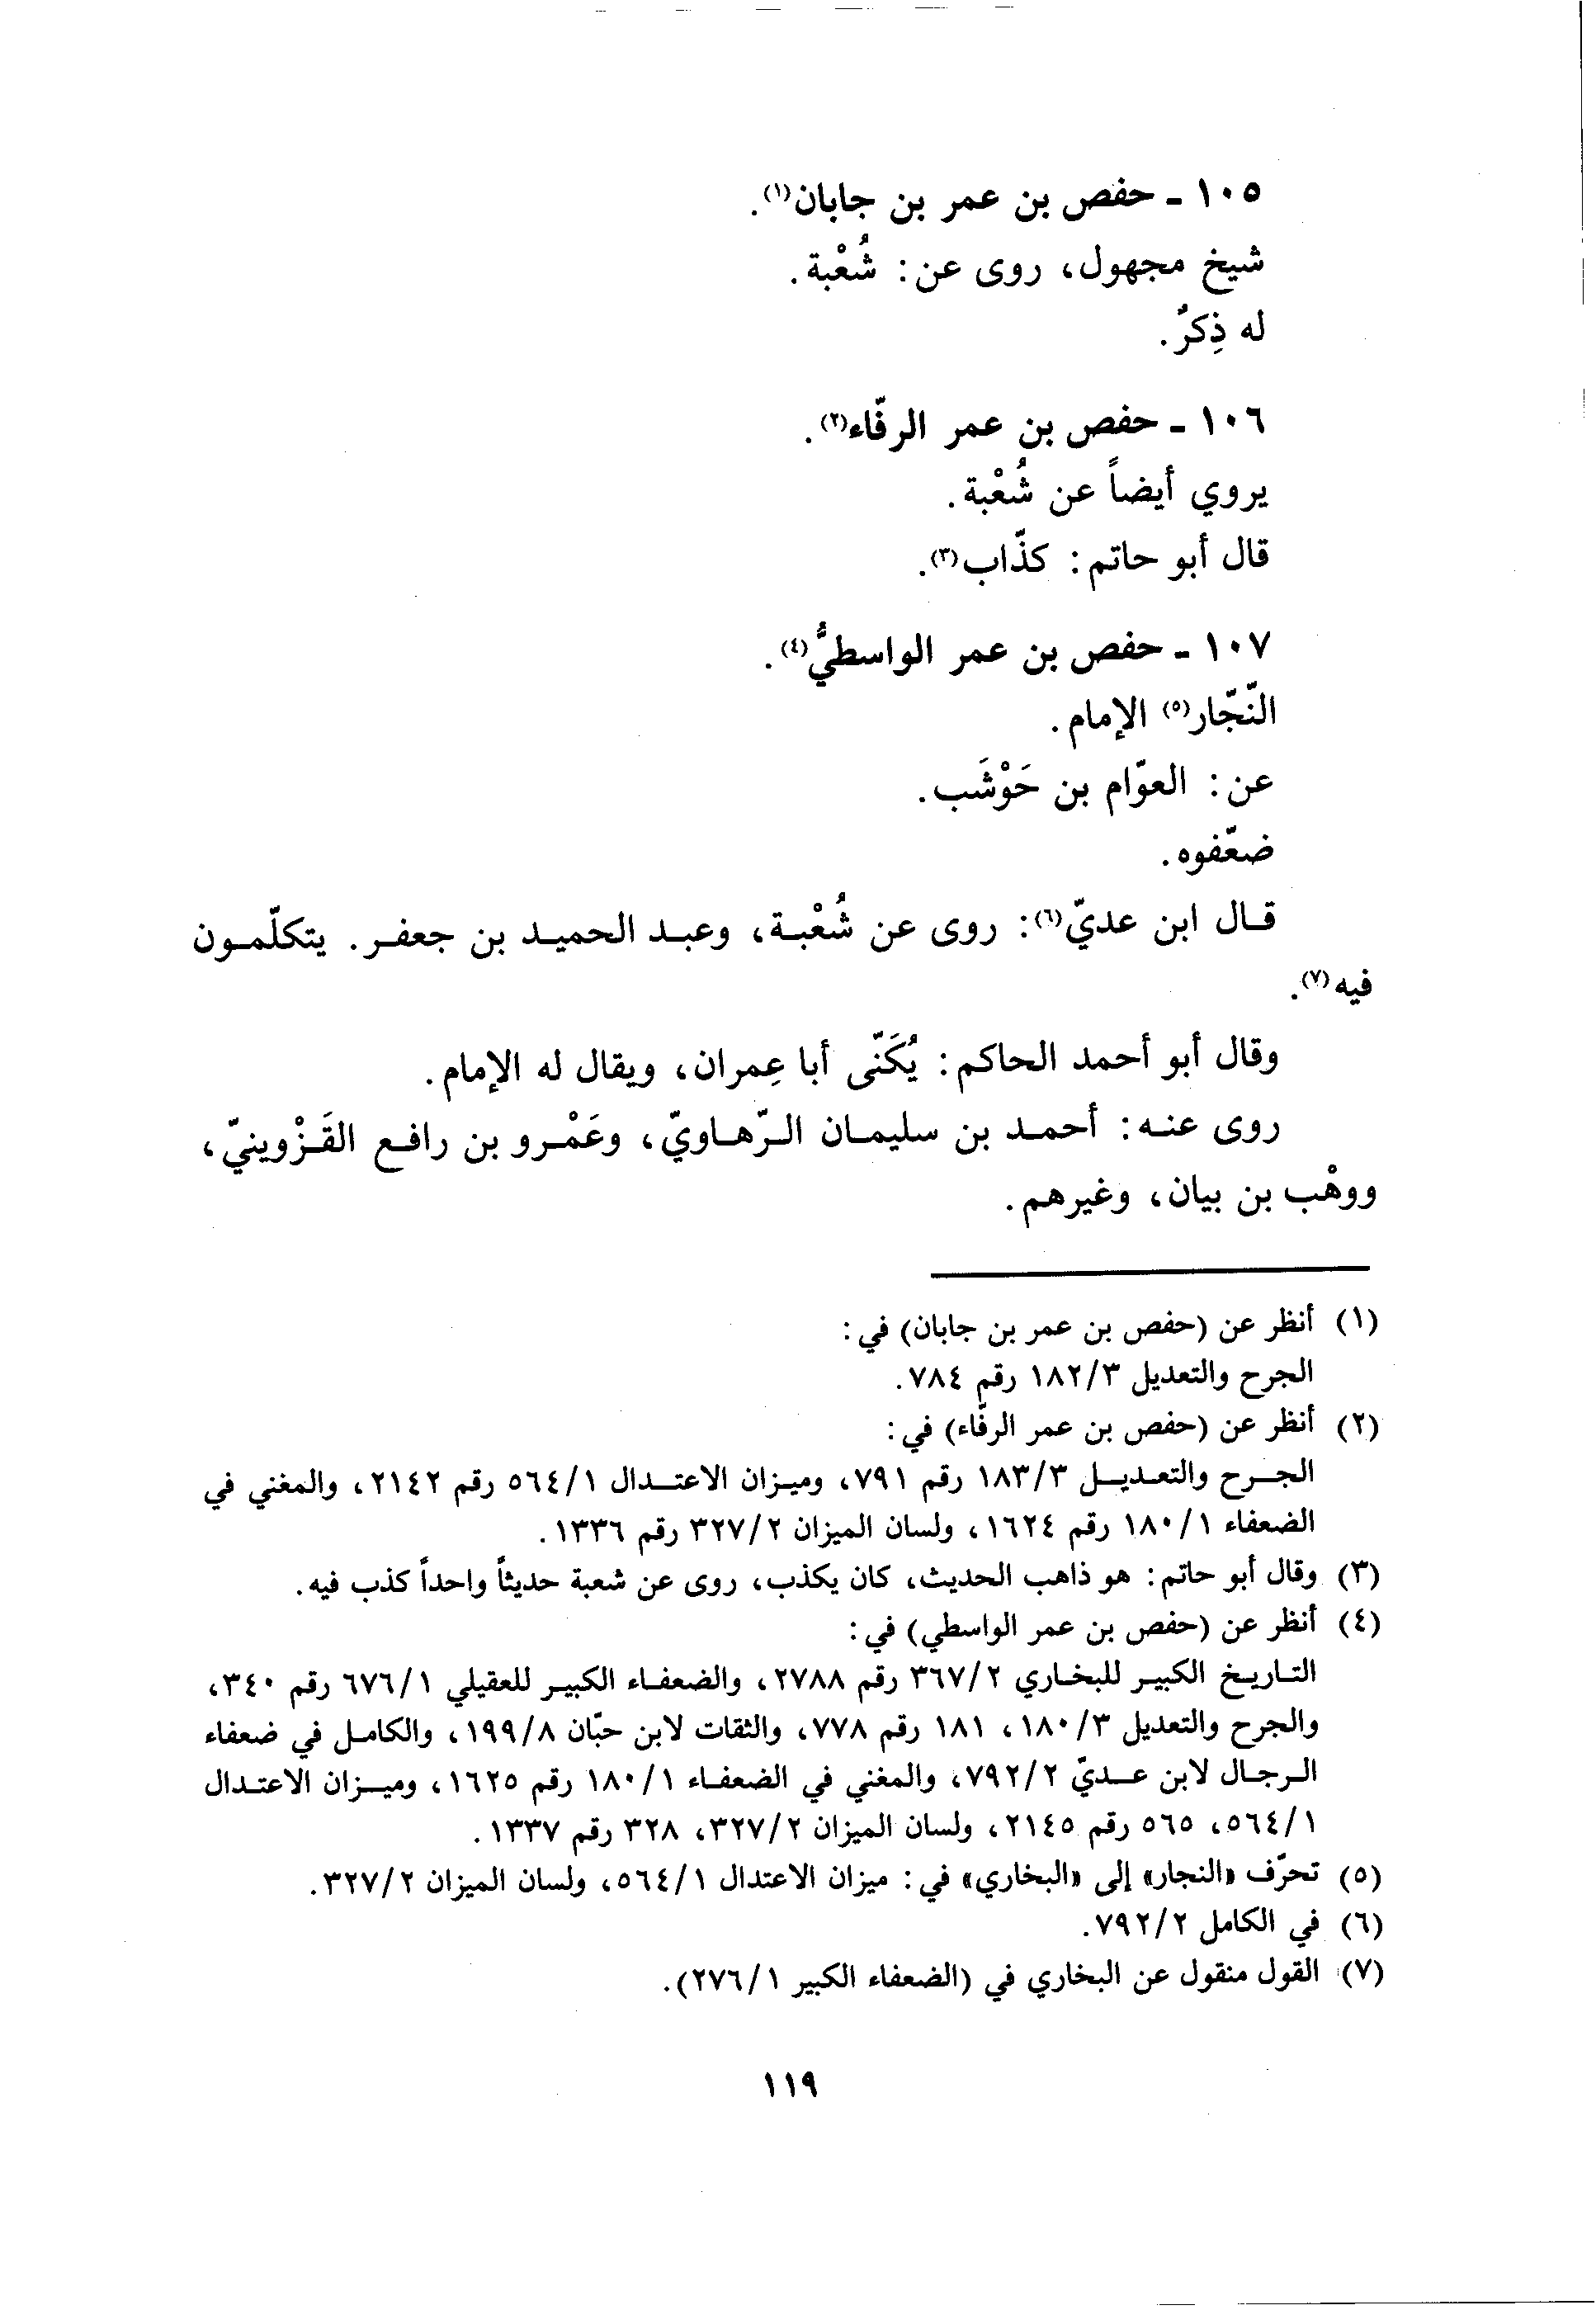 ١٠٥ - حفص بن عمر بن جابان(١).
شيخ مجهول، روى عن: شُعْبة.
له ذِكرٌ.
١٠٦ - حفص بن عمر الرفّاء(٢).
يروي أيضاً عن شُعْبة.
قال أبو حاتم: كذّاب(٣).
١٠٧ - حفص بن عمر الواسطيُّ(٤).
النّجّار(٥) الإمام.
عن: العوّام بن حَوْشَب.
ضعّفوه.
قال ابن عديّ(٦): روى عن شُعْبة، وعبد الحميد بن جعفر. يتكلّمون
فيه(٧).
وقال أبو أحمد الحاكم: يُكَنّى أبا عِمران، ويقال له الإمام.
روى عنه: أحمد بن سليمان الرّهاويّ، وعَمْرو بن رافع القَزْوينيّ،
ووهْب بن بيان، وغيرهم.
(١) أنظر عن (حفص بن عمر بن جابان) في:
الجرح والتعديل ١٨٢/٣ رقم ٧٨٤.
(٢) أنظر عن (حفص بن عمر الرفّاء) في:
الجرح والتعديل ١٨٣/٣ رقم ٧٩١، وميزان الاعتدال ٥٦٤/١ رقم ٢١٤٢، والمغني في
الضعفاء ١٨٠/١ رقم ١٦٢٤، ولسان الميزان ٣٢٧/٢ رقم ١٣٣٦.
(٣) وقال أبو حاتم: هو ذاهب الحديث، كان يكذب، روى عن شعبة حديثاً واحداً كذب فيه.
(٤) أنظر عن (حفص بن عمر الواسطي) في:
التاريخ الكبير للبخاري ٣٦٧/٢ رقم ٢٧٨٨، والضعفاء الكبير للعقيلي ٦٧٦/١ رقم ٣٤٠،
والجرح والتعديل ١٨٠/٣، ١٨١ رقم ٧٧٨، والثقات لابن حبّان ١٩٩/٨، والكامل في ضعفاء
الرجال لابن عديّ ٧٩٢/٢، والمغني في الضعفاء ١٨٠/١ رقم ١٦٢٥، وميزان الاعتدال
٥٦٤/١، ٥٦٥ رقم ٢١٤٥، ولسان الميزان ٣٢٧/٢، ٣٢٨ رقم ١٣٣٧.
(٥) تحرّف «النجار» إلى «البخاري» في: ميزان الاعتدال ٥٦٤/١، ولسان الميزان ٣٢٧/٢.
(٦) في الكامل ٧٩٢/٢.
(٧) القول منقول عن البخاري في (الضعفاء الكبير ٢٧٦/١).
١١٩